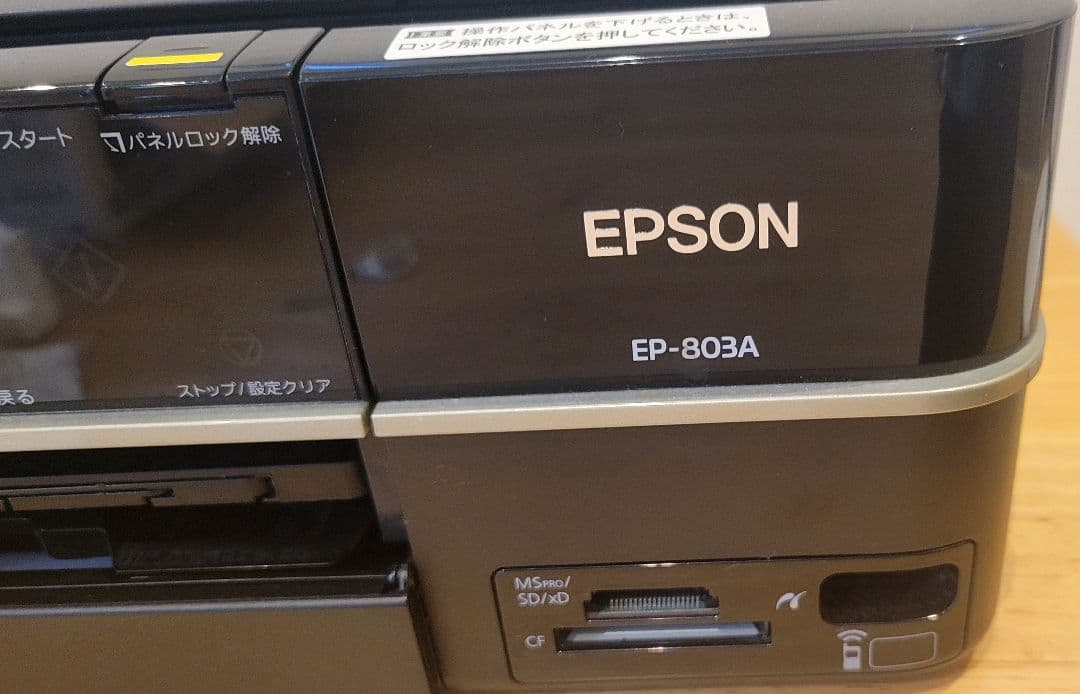 操作パネルを下げるときは、
ロック解除ボタンを押してください。
スタート
パネルロック解除
EPSON
EP-803A
戻る
ストップ/設定クリア
MSPRO/
SD/xD
CF